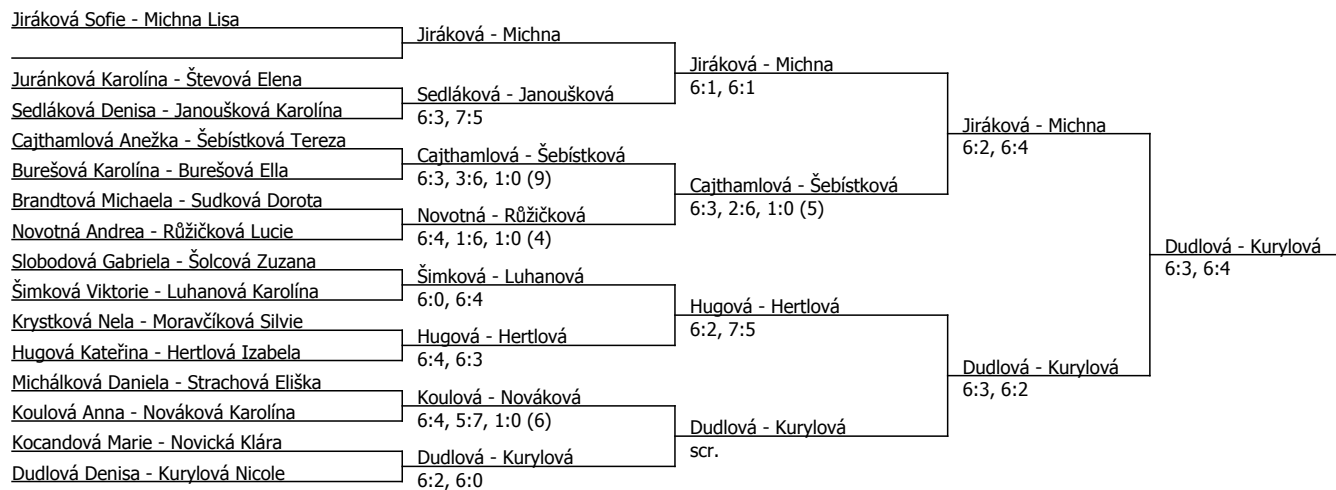 Jiráková Sofie - Michna Lisa
Juránková Karolína - Števová Elena
Sedláková Denisa - Janoušková Karolína
Cajthamlová Anežka - Šebístková Tereza
Burešová Karolína - Burešová Ella
Brandtová Michaela - Sudková Dorota
Novotná Andrea - Růžičková Lucie
Slobodová Gabriela - Šolcová Zuzana
Šimková Viktorie - Luhanová Karolína
Krystková Nela - Moravčíková Silvie
Hugová Kateřina - Hertlová Izabela
Michálková Daniela - Strachová Eliška
Koulová Anna - Nováková Karolína
Kocandová Marie - Novická Klára
Dudlová Denisa - Kurylová Nicole
Jiráková - Michna
Sedláková - Janoušková
6:3, 7:5
Cajthamlová - Šebístková
6:3, 3:6, 1:0 (9)
Novotná - Růžičková
6:4, 1:6, 1:0 (4)
Šimková - Luhanová
6:0, 6:4
Hugová - Hertlová
6:4, 6:3
Koulová - Nováková
6:4, 5:7, 1:0 (6)
Dudlová - Kurylová
6:2, 6:0
Jiráková - Michna
6:1, 6:1
Cajthamlová - Šebístková
6:3, 2:6, 1:0 (5)
Hugová - Hertlová
6:2, 7:5
Dudlová - Kurylová
scr.
Jiráková - Michna
6:2, 6:4
Dudlová - Kurylová
6:3, 6:2
Dudlová - Kurylová
6:3, 6:4